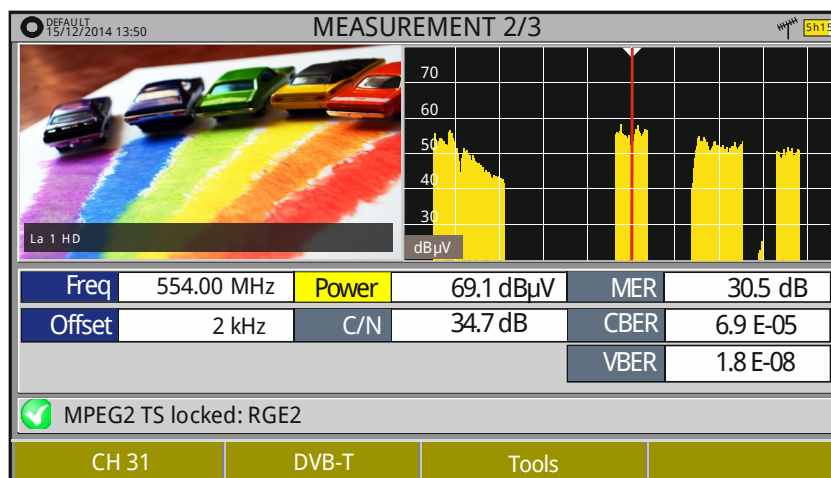 DEFAULT
15/12/2014 13:50
MEASUREMENT 2/3
5h15
70
60
50
40
30
dBµV
La 1 HD
Freq 554.00 MHz Power 69.1 dBµV MER 30.5 dB
Offset 2 kHz C/N 34.7 dB CBER 6.9 E-05
VBER 1.8 E-08
MPEG2 TS locked: RGE2
CH 31 DVB-T Tools